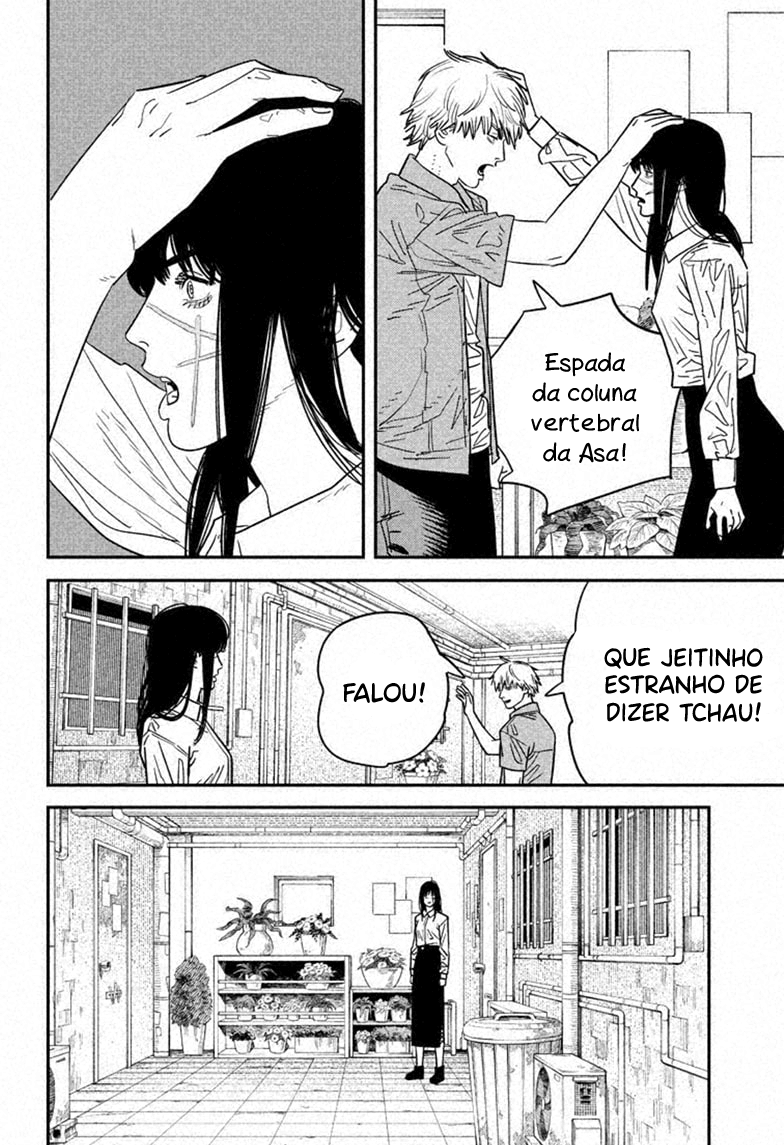 Espada
da coluna
vertebral
da Asa!
QUE JEITINHO
ESTRANHO DE
DIZER TCHAU!
FALOU!